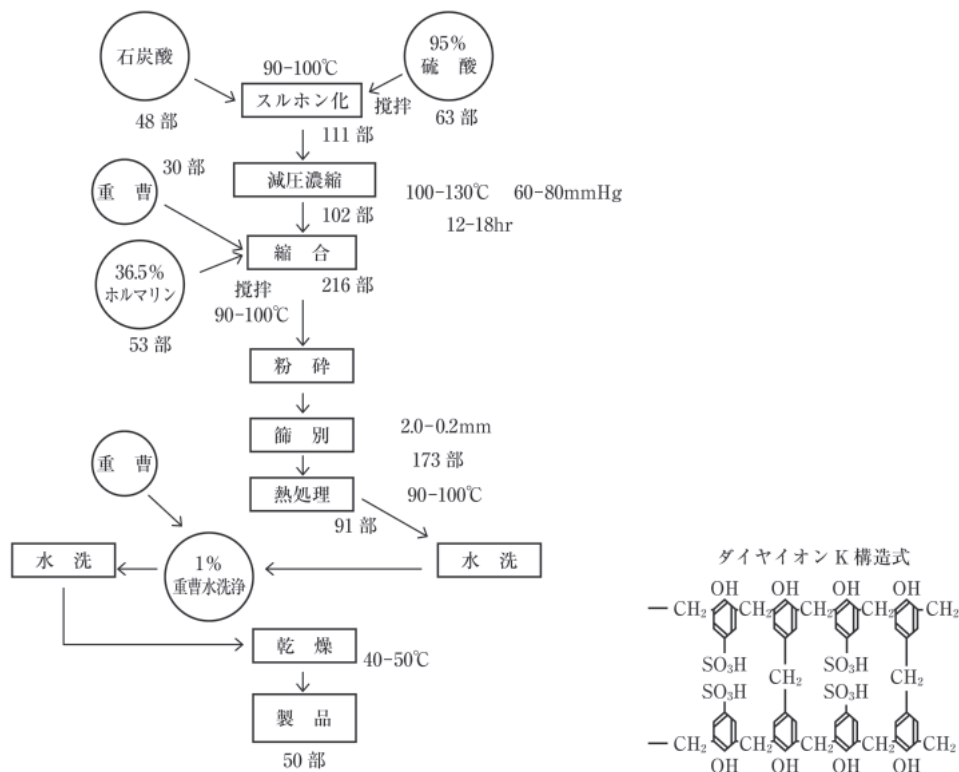 石炭酸
48 部
90-100℃
スルホン化
撹拌
95%
硫 酸
63 部
111 部
30 部
重 曹
減圧濃縮
100-130℃ 60-80mmHg
12-18hr
102 部
縮 合
36.5%
ホルマリン
53 部
撹拌
90-100℃
216 部
粉 砕
篩 別
2.0-0.2mm
173 部
重 曹
熱処理
90-100℃
91 部
水 洗
1%
重曹水洗浄
水 洗
乾 燥
40-50℃
製 品
50 部
ダイヤイオン K 構造式
OH OH OH OH
CH₂ CH₂ CH₂ CH₂ CH₂
SO₃H SO₃H
CH₂ CH₂
SO₃H SO₃H
CH₂ CH₂ CH₂ CH₂ CH₂
OH OH OH OH